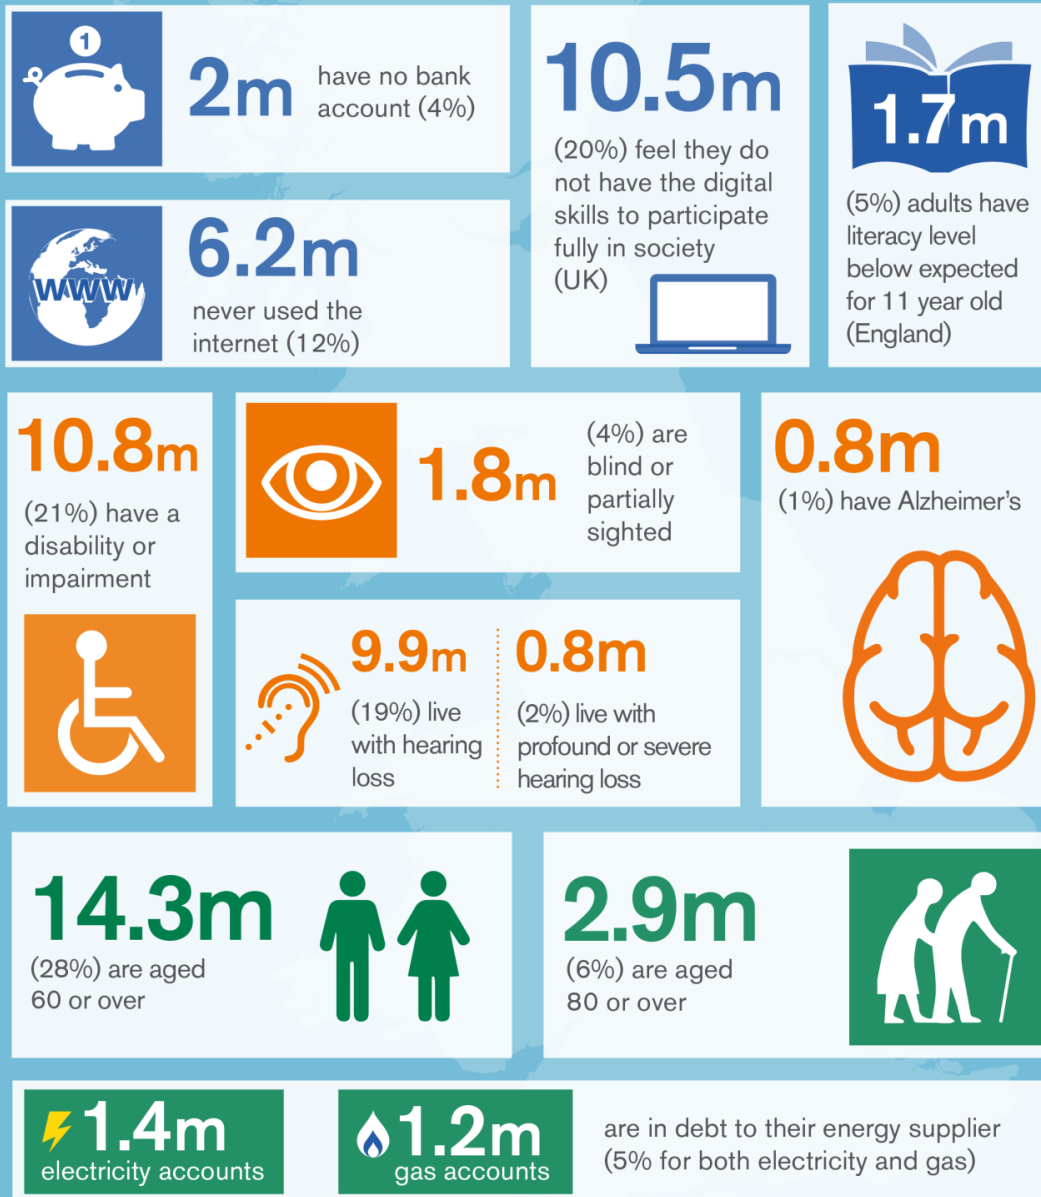 1
2m
have no bank
account (4%)
10.5m
(20%) feel they do
not have the digital
skills to participate
fully in society
(UK)
1.7m
(5%) adults have
literacy level
below expected
for 11 year old
(England)
www
6.2m
never used the
internet (12%)
10.8m
(21%) have a
disability or
impairment
1.8m
(4%) are
blind or
partially
sighted
0.8m
(1%) have Alzheimer's
9.9m
(19%) live
with hearing
loss
0.8m
(2%) live with
profound or severe
hearing loss
14.3m
(28%) are aged
60 or over
2.9m
(6%) are aged
80 or over
1.4m
electricity accounts
1.2m
gas accounts
are in debt to their energy supplier
(5% for both electricity and gas)